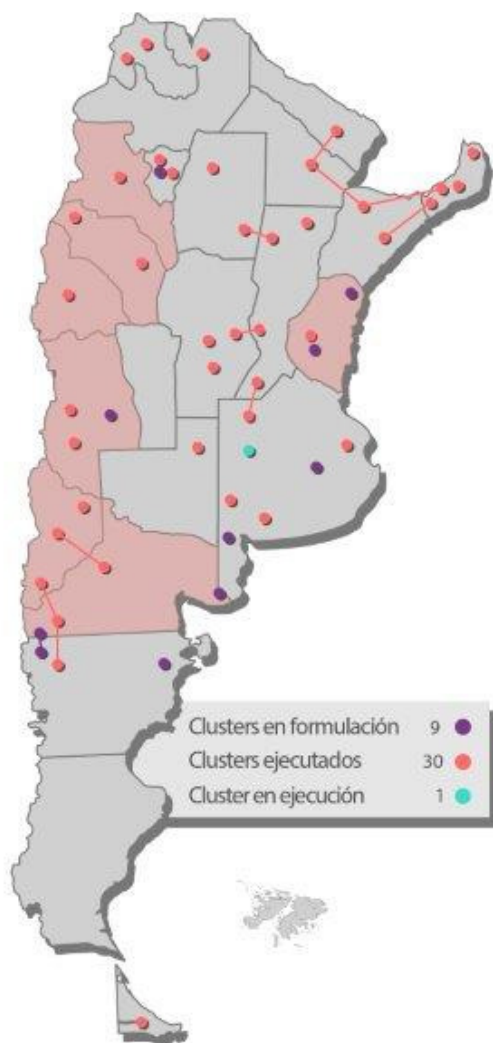 Clusters en formulación 9
Clusters ejecutados 30
Cluster en ejecución 1